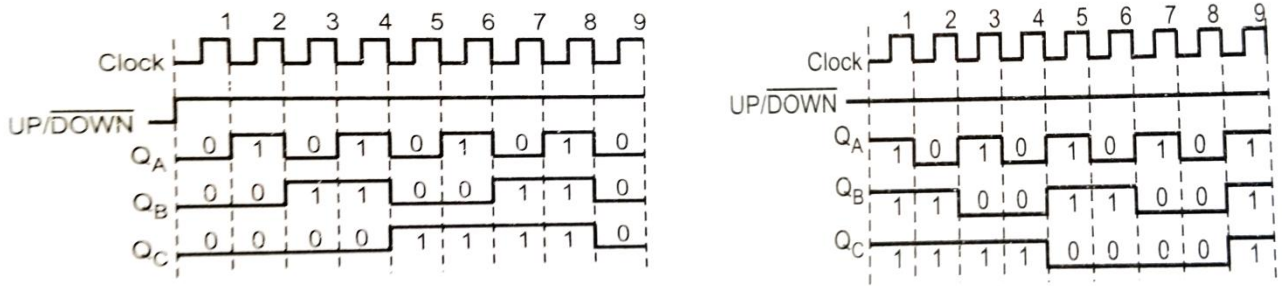 1 2 3 4 5 6 7 8 9
Clock
UP/DOWN
QA 0 1 0 1 0 1 0 1 0
QB 0 0 1 1 0 0 1 1 0
QC 0 0 0 0 1 1 1 1 0
1 2 3 4 5 6 7 8 9
Clock
UP/DOWN
QA 1 0 1 0 1 0 1 0 1
QB 1 1 0 0 1 1 0 0 1
QC 1 1 1 1 0 0 0 0 1